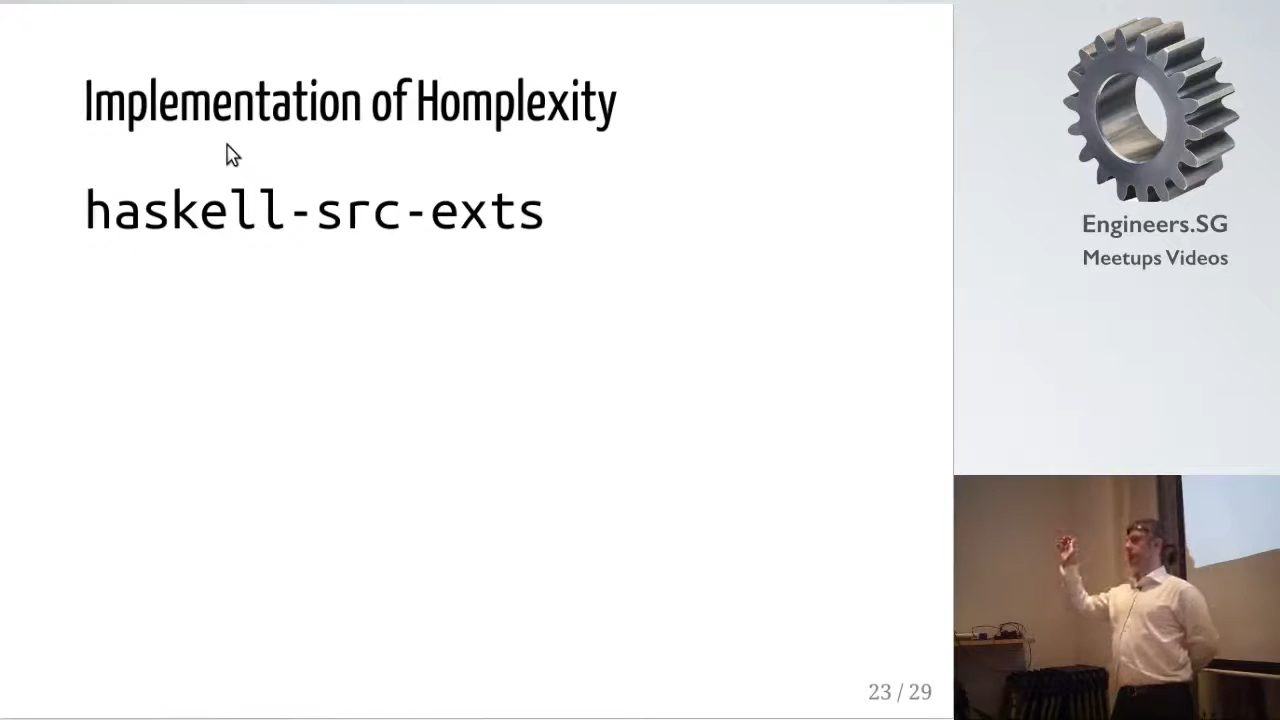 Implementation of Homplexity
haskell-src-exts
23 / 29
Engineers.SG
Meetups Videos